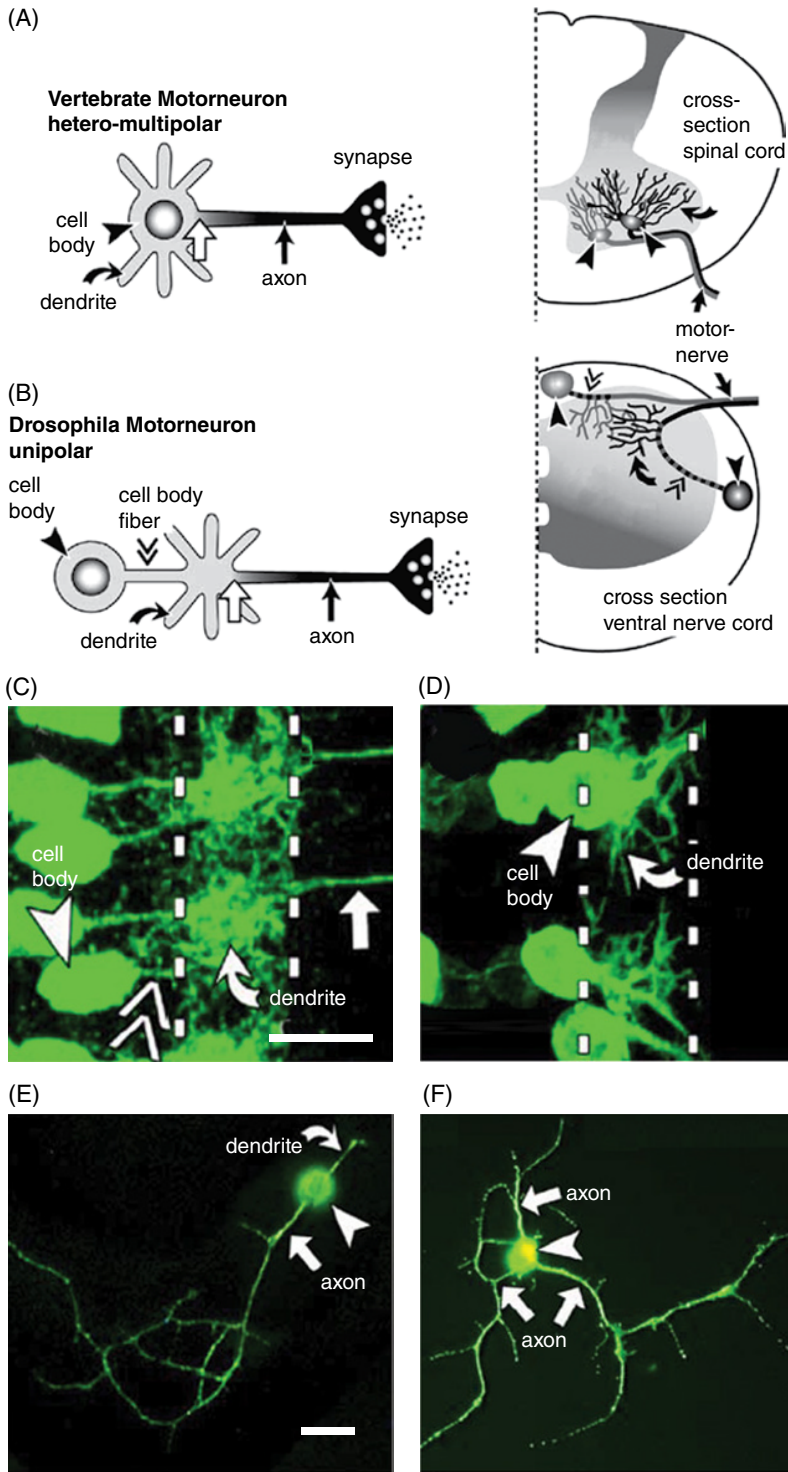 (A)
Vertebrate Motorneuron
hetero-multipolar
synapse
cell
body
dendrite
axon
cross-
section
spinal cord
motor-
nerve
(B)
Drosophila Motorneuron
unipolar
cell
body
cell body
fiber
synapse
dendrite
axon
cross section
ventral nerve cord
(C)
cell
body
dendrite
(D)
cell
body
dendrite
(E)
dendrite
axon
(F)
axon
axon